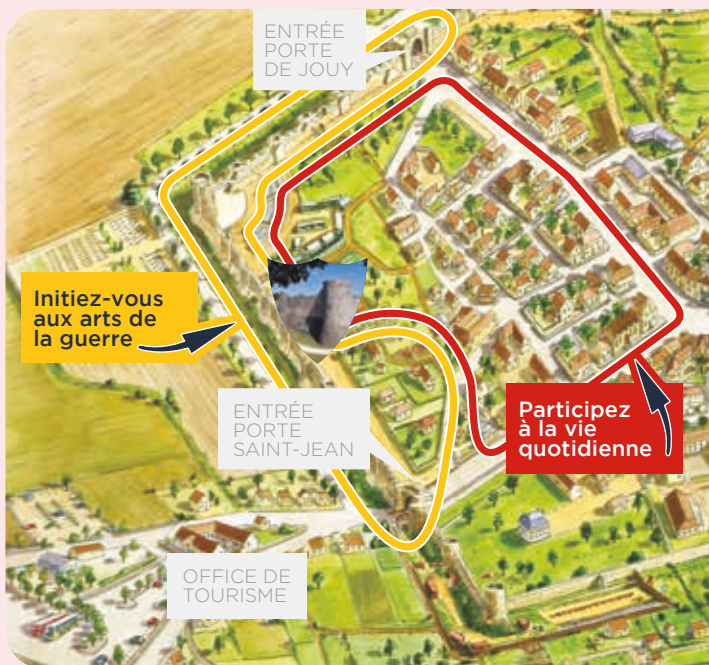 ENTRÉE
PORTE
DE JOUY
Initiez-vous
aux arts de
la guerre
ENTRÉE
PORTE
SAINT-JEAN
Participez
à la vie
quotidienne
OFFICE DE
TOURISME